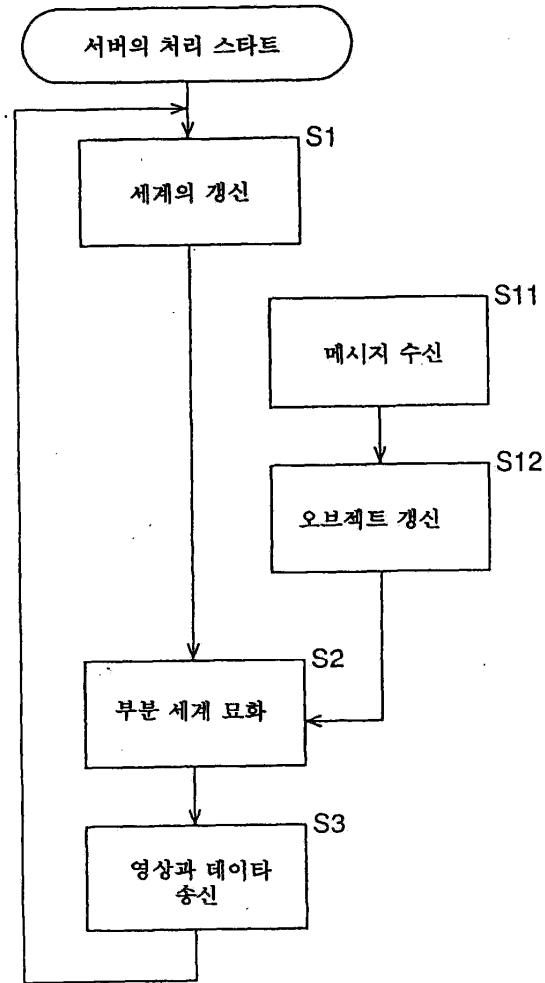 서버의 처리 스타트
S1
세계의 갱신
S11
메시지 수신
S12
오브젝트 갱신
S2
부분 세계 묘화
S3
영상과 데이타
송신